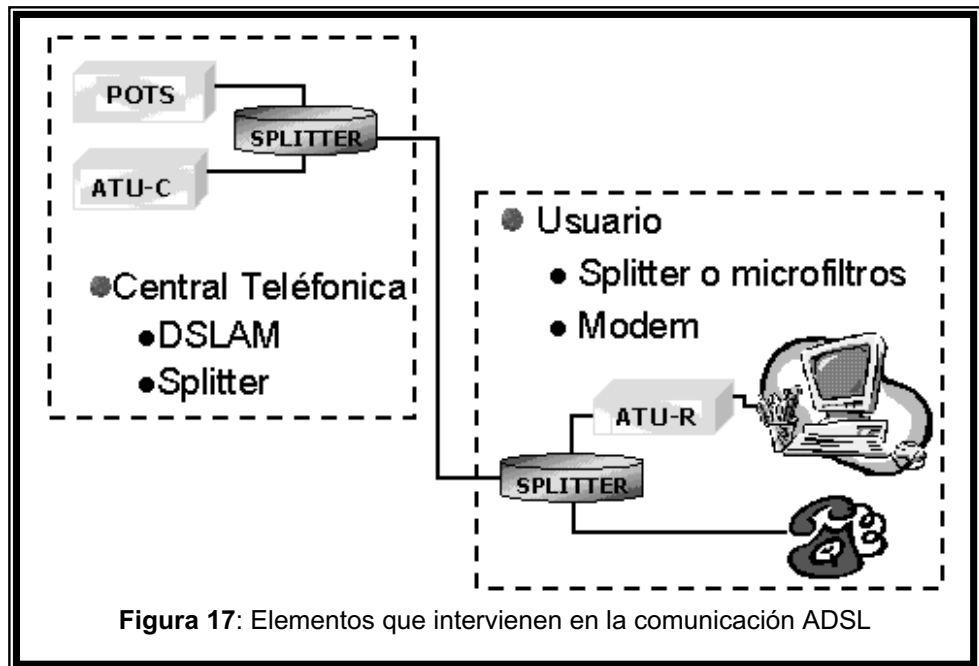 POTS
SPLITTER
ATU-C
Central Teléfonica
DSLAM
Splitter
Usuario
Splitter o microfiltros
Modem
ATU-R
SPLITTER
Figura 17: Elementos que intervienen en la comunicación ADSL